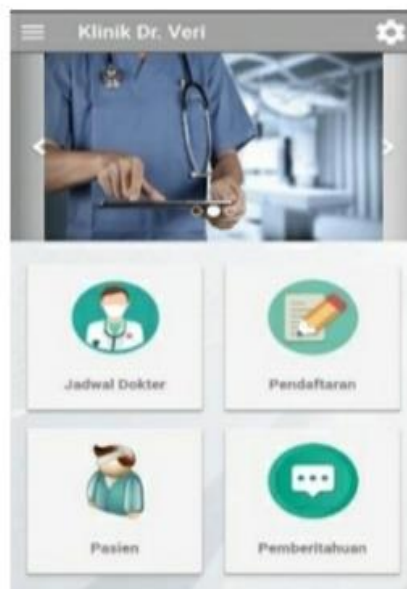 Klinik Dr. Veri
Jadwal Dokter
Pendaftaran
Pasien
Pemberitahuan